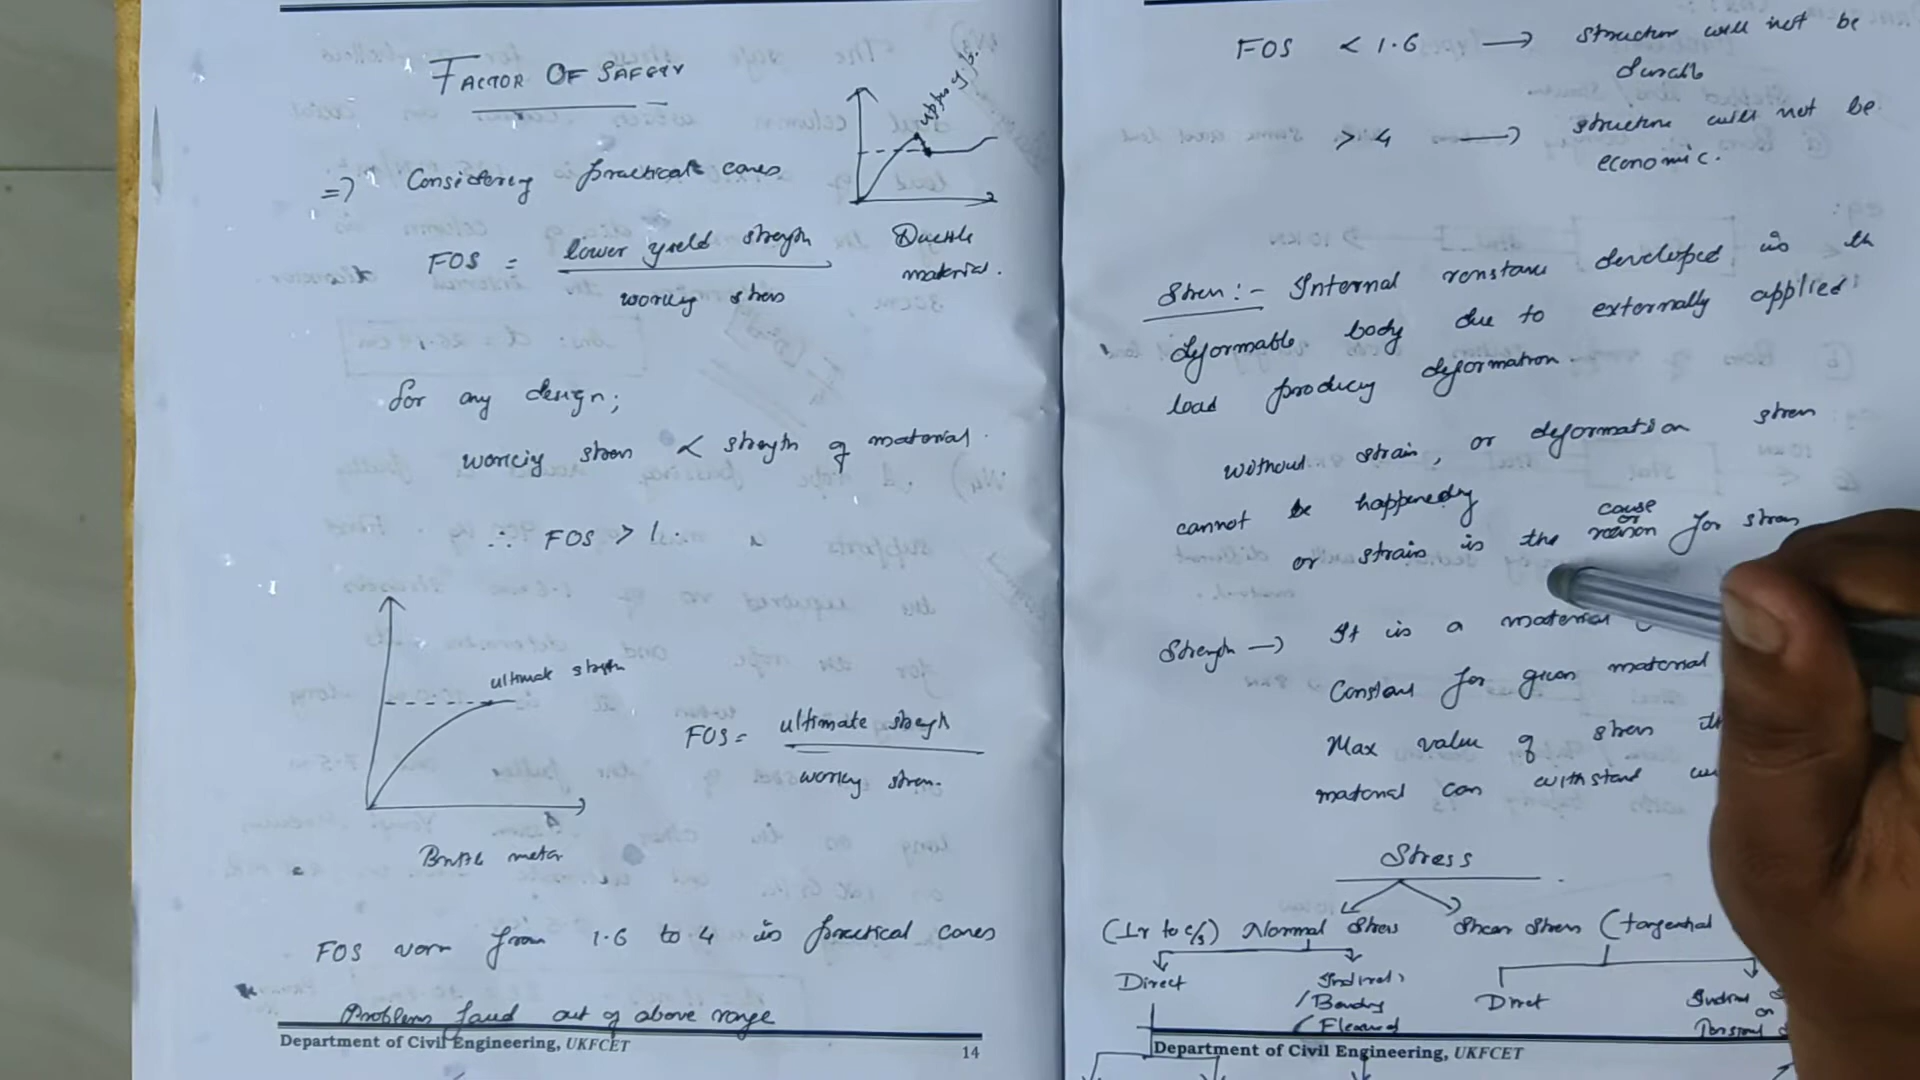 FACTOR OF SAFETY
upper y.p.
=> Considering practical cases
FOS = lower yield strength
working stress
Ductile
material.
for any design;
working stress < strength of material.
∴ FOS > 1.
ultimate strength
FOS = ultimate strength
working stress.
Brittle
FOS from 1.6 to 4 in practical cases
Problems faced out of above range
Department of Civil Engineering, UKFCET
14
FOS < 1.6 → structure will not be
durable
> 4 → structure will not be
economic.
Stress :- Internal resistance developed in the
deformable body due to externally applied
load producing deformation.
without strain, or deformation stress
cannot be happened
cause
or
or strain is the reason for stress
Strength → It is a material
Constant for given material
Max value of stress
material can withstand
Stress
(⊥r to c/s) Normal Stress Shear Stress (tangential
Direct
Indirect
/ Bending
/ Flexural
Direct
or
Department of Civil Engineering, UKFCET